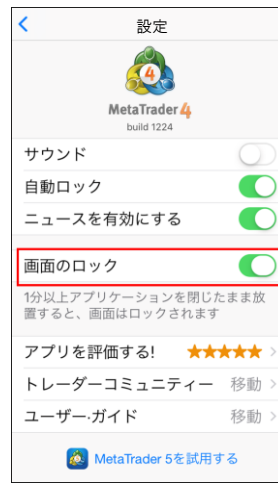 設定
4
MetaTrader 4
build 1224
サウンド
自動ロック
ニュースを有効にする
画面のロック
1分以上アプリケーションを閉じたまま放
置すると、画面はロックされます
アプリを評価する! ★★★★★
トレーダーコミュニティー 移動
ユーザー·ガイド 移動
MetaTrader 5を試用する